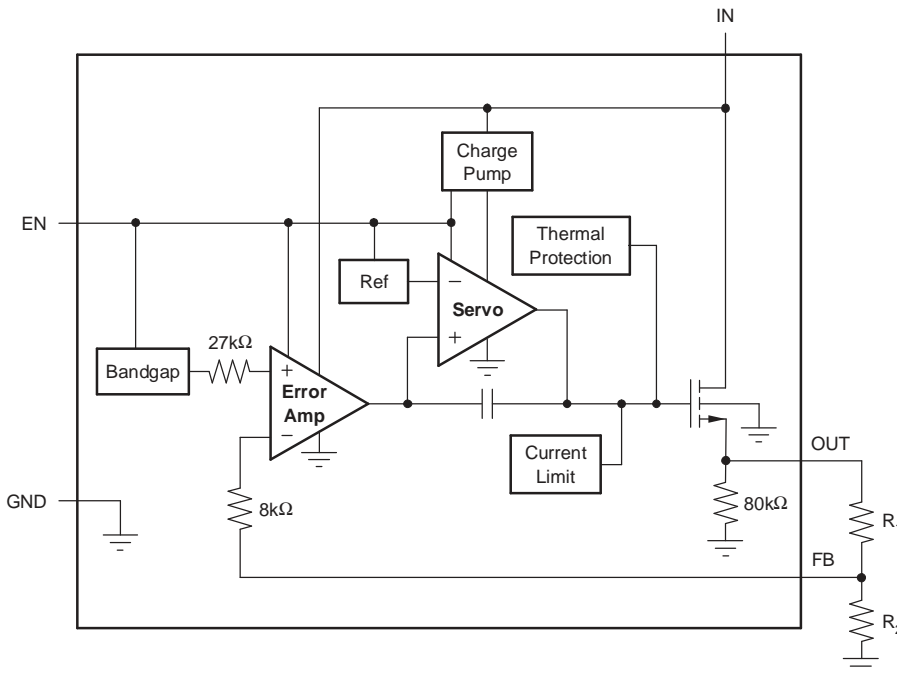 IN
Charge
Pump
EN
Thermal
Protection
Ref
−
Servo
+
27kΩ
Bandgap
+
Error
Amp
−
Current
Limit
OUT
GND
8kΩ
80kΩ
FB